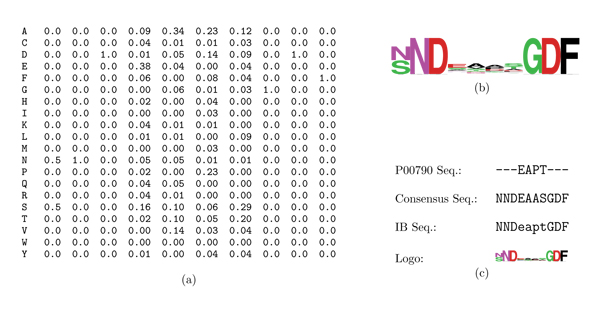 A 0.0 0.0 0.0 0.09 0.34 0.23 0.12 0.0 0.0 0.0
C 0.0 0.0 0.0 0.04 0.01 0.01 0.03 0.0 0.0 0.0
D 0.0 0.0 1.0 0.01 0.05 0.14 0.09 0.0 1.0 0.0
E 0.0 0.0 0.0 0.38 0.04 0.04 0.04 0.0 0.0 0.0
F 0.0 0.0 0.0 0.06 0.00 0.08 0.04 0.0 0.0 1.0
G 0.0 0.0 0.0 0.00 0.06 0.01 0.03 1.0 0.0 0.0
H 0.0 0.0 0.0 0.02 0.00 0.04 0.00 0.0 0.0 0.0
I 0.0 0.0 0.0 0.00 0.00 0.03 0.00 0.0 0.0 0.0
K 0.0 0.0 0.0 0.04 0.01 0.01 0.00 0.0 0.0 0.0
L 0.0 0.0 0.0 0.01 0.01 0.00 0.09 0.0 0.0 0.0
M 0.0 0.0 0.0 0.00 0.00 0.03 0.00 0.0 0.0 0.0
N 0.5 1.0 0.0 0.05 0.05 0.01 0.01 0.0 0.0 0.0
P 0.0 0.0 0.0 0.02 0.00 0.23 0.00 0.0 0.0 0.0
Q 0.0 0.0 0.0 0.04 0.05 0.00 0.00 0.0 0.0 0.0
R 0.0 0.0 0.0 0.04 0.01 0.00 0.00 0.0 0.0 0.0
S 0.5 0.0 0.0 0.16 0.10 0.06 0.29 0.0 0.0 0.0
T 0.0 0.0 0.0 0.02 0.10 0.05 0.20 0.0 0.0 0.0
V 0.0 0.0 0.0 0.00 0.14 0.03 0.04 0.0 0.0 0.0
W 0.0 0.0 0.0 0.00 0.00 0.00 0.00 0.0 0.0 0.0
Y 0.0 0.0 0.0 0.01 0.00 0.04 0.04 0.0 0.0 0.0
(a)
NND GDF
S
(b)
P00790 Seq.: ---EAPT---
Consensus Seq.: NNDEAASGDF
IB Seq.: NNDeaptGDF
Logo: NND GDF
S
(c)